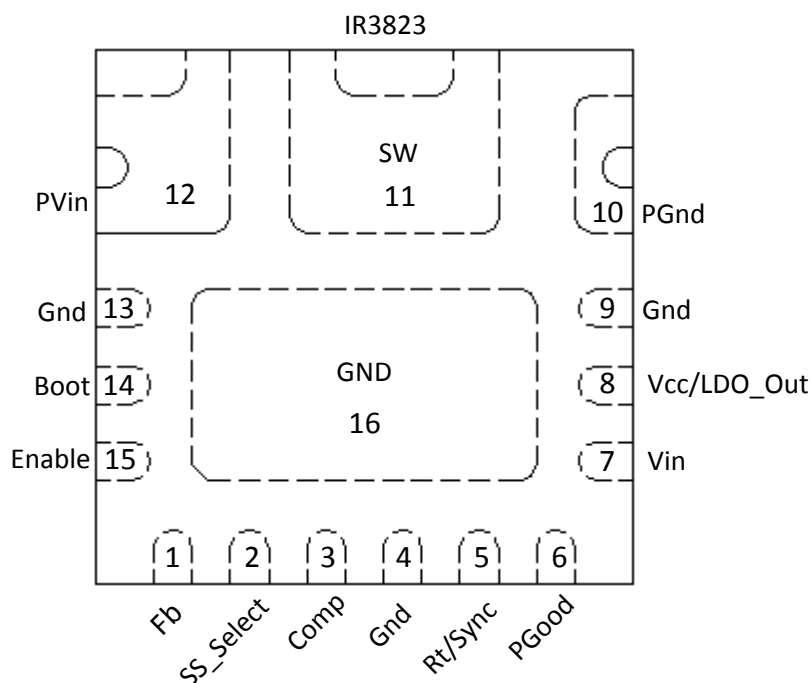 IR3823
SW
PVin
12
11
10
PGnd
Gnd
13
9
Gnd
Boot
14
GND
8
Vcc/LDO_Out
Enable
15
16
7
Vin
1
2
3
4
5
6
Fb
SS_Select
Comp
Gnd
Rt/Sync
PGood